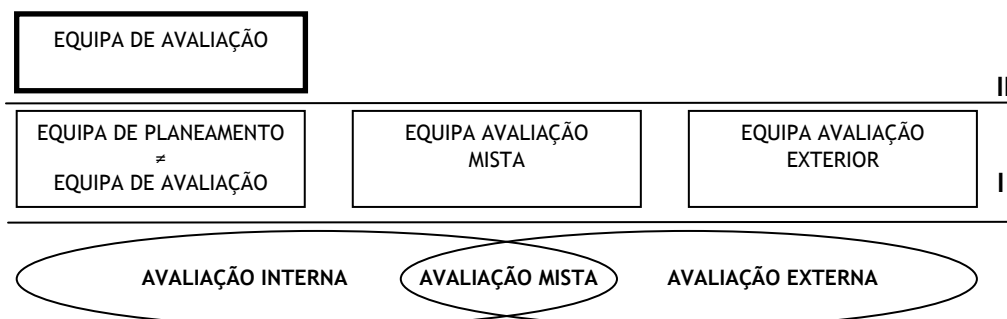 EQUIPA DE AVALIAÇÃO
II
EQUIPA DE PLANEAMENTO
≠
EQUIPA DE AVALIAÇÃO
EQUIPA AVALIAÇÃO
MISTA
EQUIPA AVALIAÇÃO
EXTERIOR
I
AVALIAÇÃO INTERNA
AVALIAÇÃO MISTA
AVALIAÇÃO EXTERNA